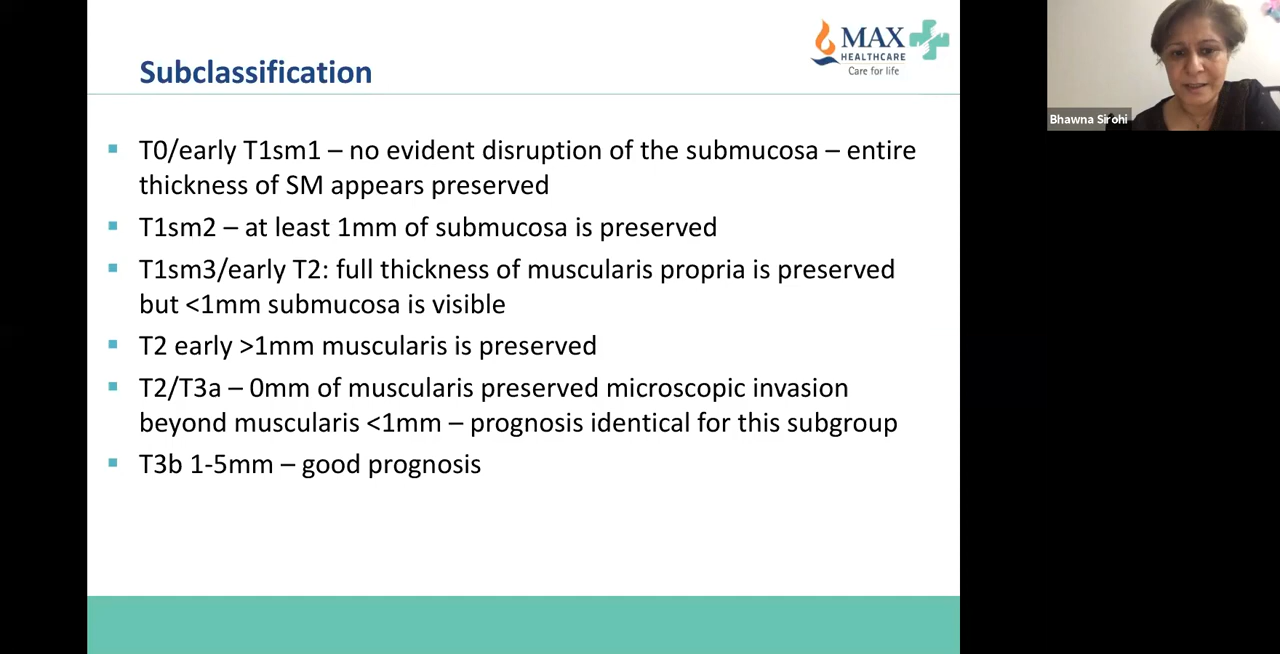 MAX
HEALTHCARE
Care for life
Subclassification
T0/early T1sm1 – no evident disruption of the submucosa – entire
thickness of SM appears preserved
T1sm2 – at least 1mm of submucosa is preserved
T1sm3/early T2: full thickness of muscularis propria is preserved
but <1mm submucosa is visible
T2 early >1mm muscularis is preserved
T2/T3a – 0mm of muscularis preserved microscopic invasion
beyond muscularis <1mm – prognosis identical for this subgroup
T3b 1-5mm – good prognosis
Bhawna Sirohi